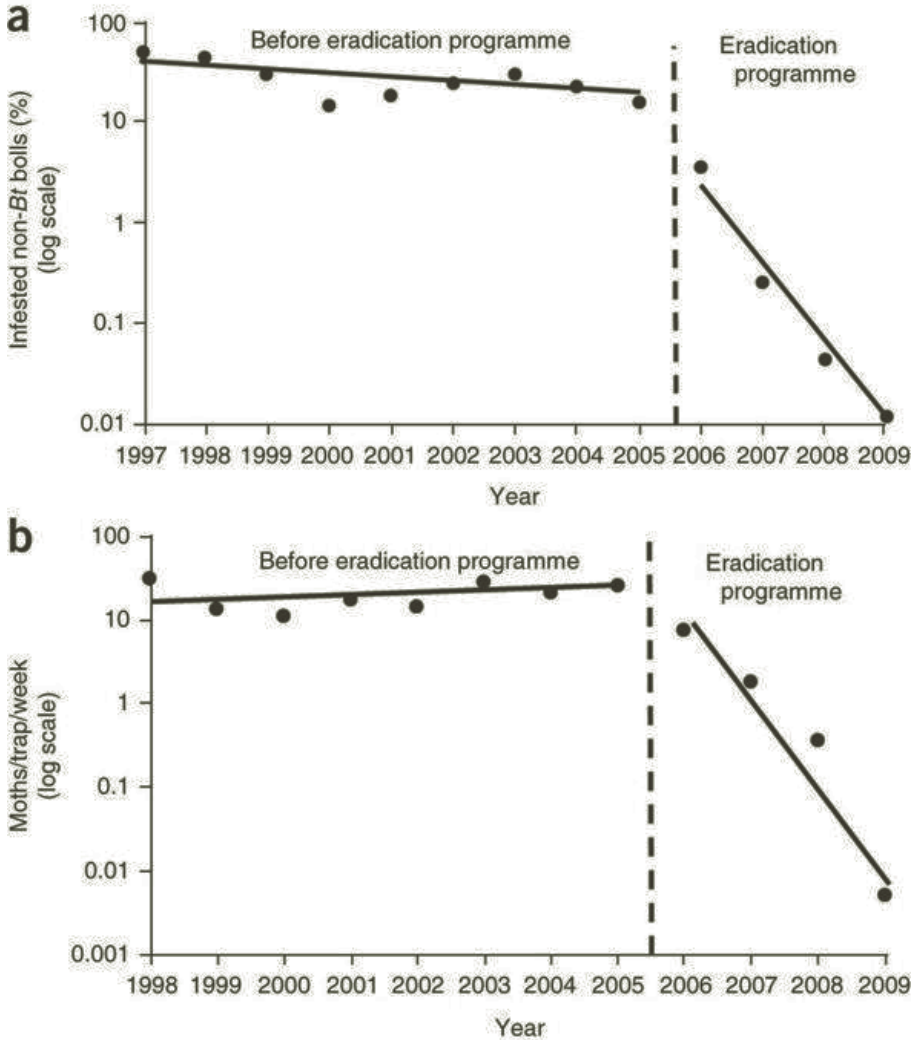 a
Before eradication programme
Eradication
programme
Infested non-Bt bolls (%)
(log scale)
100
10
1
0.1
0.01
1997 1998 1999 2000 2001 2002 2003 2004 2005 2006 2007 2008 2009
Year
b
Before eradication programme
Eradication
programme
Moths/trap/week
(log scale)
100
10
1
0.1
0.01
0.001
1998 1999 2000 2001 2002 2003 2004 2005 2006 2007 2008 2009
Year